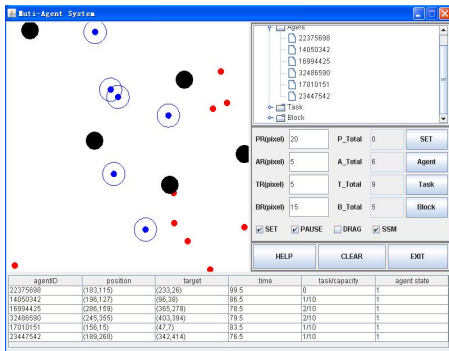 Muti-Agent System
Agent
22375698
14050342
16994425
32486590
17010151
23447542
Task
Block
PR(pixel) 20 P_Total 0 SET
AR(pixel) 5 A_Total 6 Agent
TR(pixel) 5 T_Total 9 Task
BR(pixel) 15 B_Total 5 Block
SET PAUSE DRAG SSM
HELP CLEAR EXIT
agentID position target time task/capacity agent state
22375698 (183,115) (233,26) 99.5 0 1
14050342 (196,127) (96,38) 86.5 1/10 1
16994425 (286,159) (365,278) 78.5 2/10 1
32486590 (245,355) (403,394) 79.5 2/10 1
17010151 (156,15) (47,7) 83.5 1/10 1
23447542 (189,260) (342,414) 76.5 1/10 1